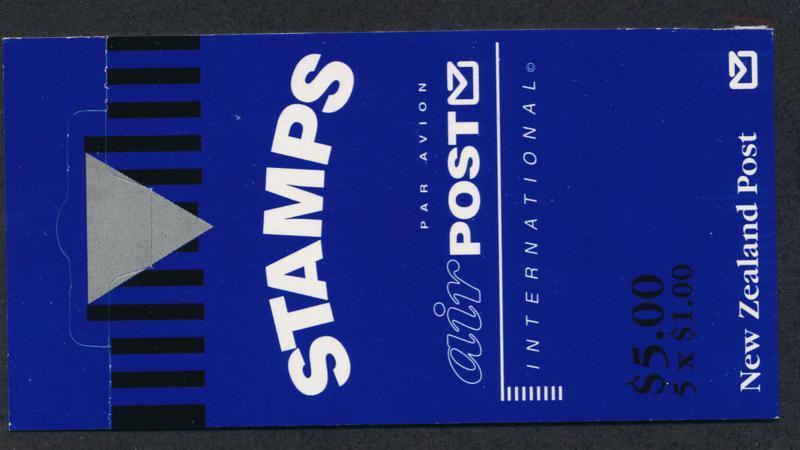 STAMPS
PAR AVION
air POST
INTERNATIONAL©
$5.00
5 x $1.00
New Zealand Post